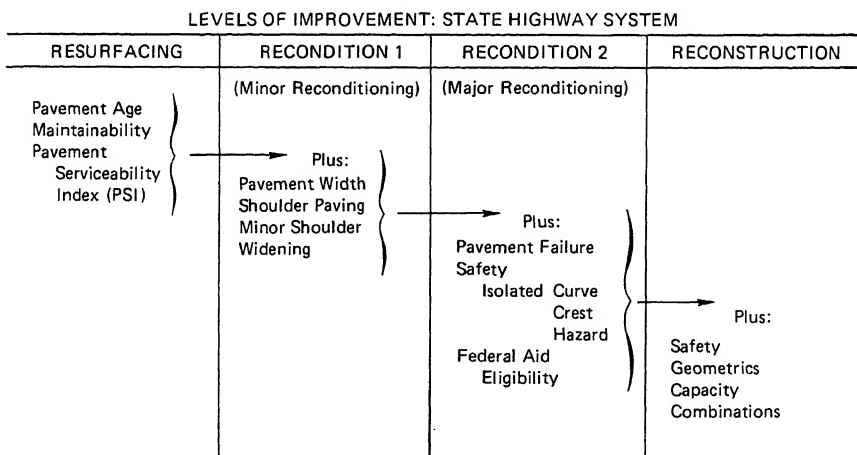 LEVELS OF IMPROVEMENT: STATE HIGHWAY SYSTEM
RESURFACING
RECONDITION 1
RECONDITION 2
RECONSTRUCTION
(Minor Reconditioning)
(Major Reconditioning)
Pavement Age
Maintainability
Pavement
Serviceability
Index (PSI)
Plus:
Pavement Width
Shoulder Paving
Minor Shoulder
Widening
Plus:
Pavement Failure
Safety
Isolated Curve
Crest
Hazard
Federal Aid
Eligibility
Plus:
Safety
Geometrics
Capacity
Combinations